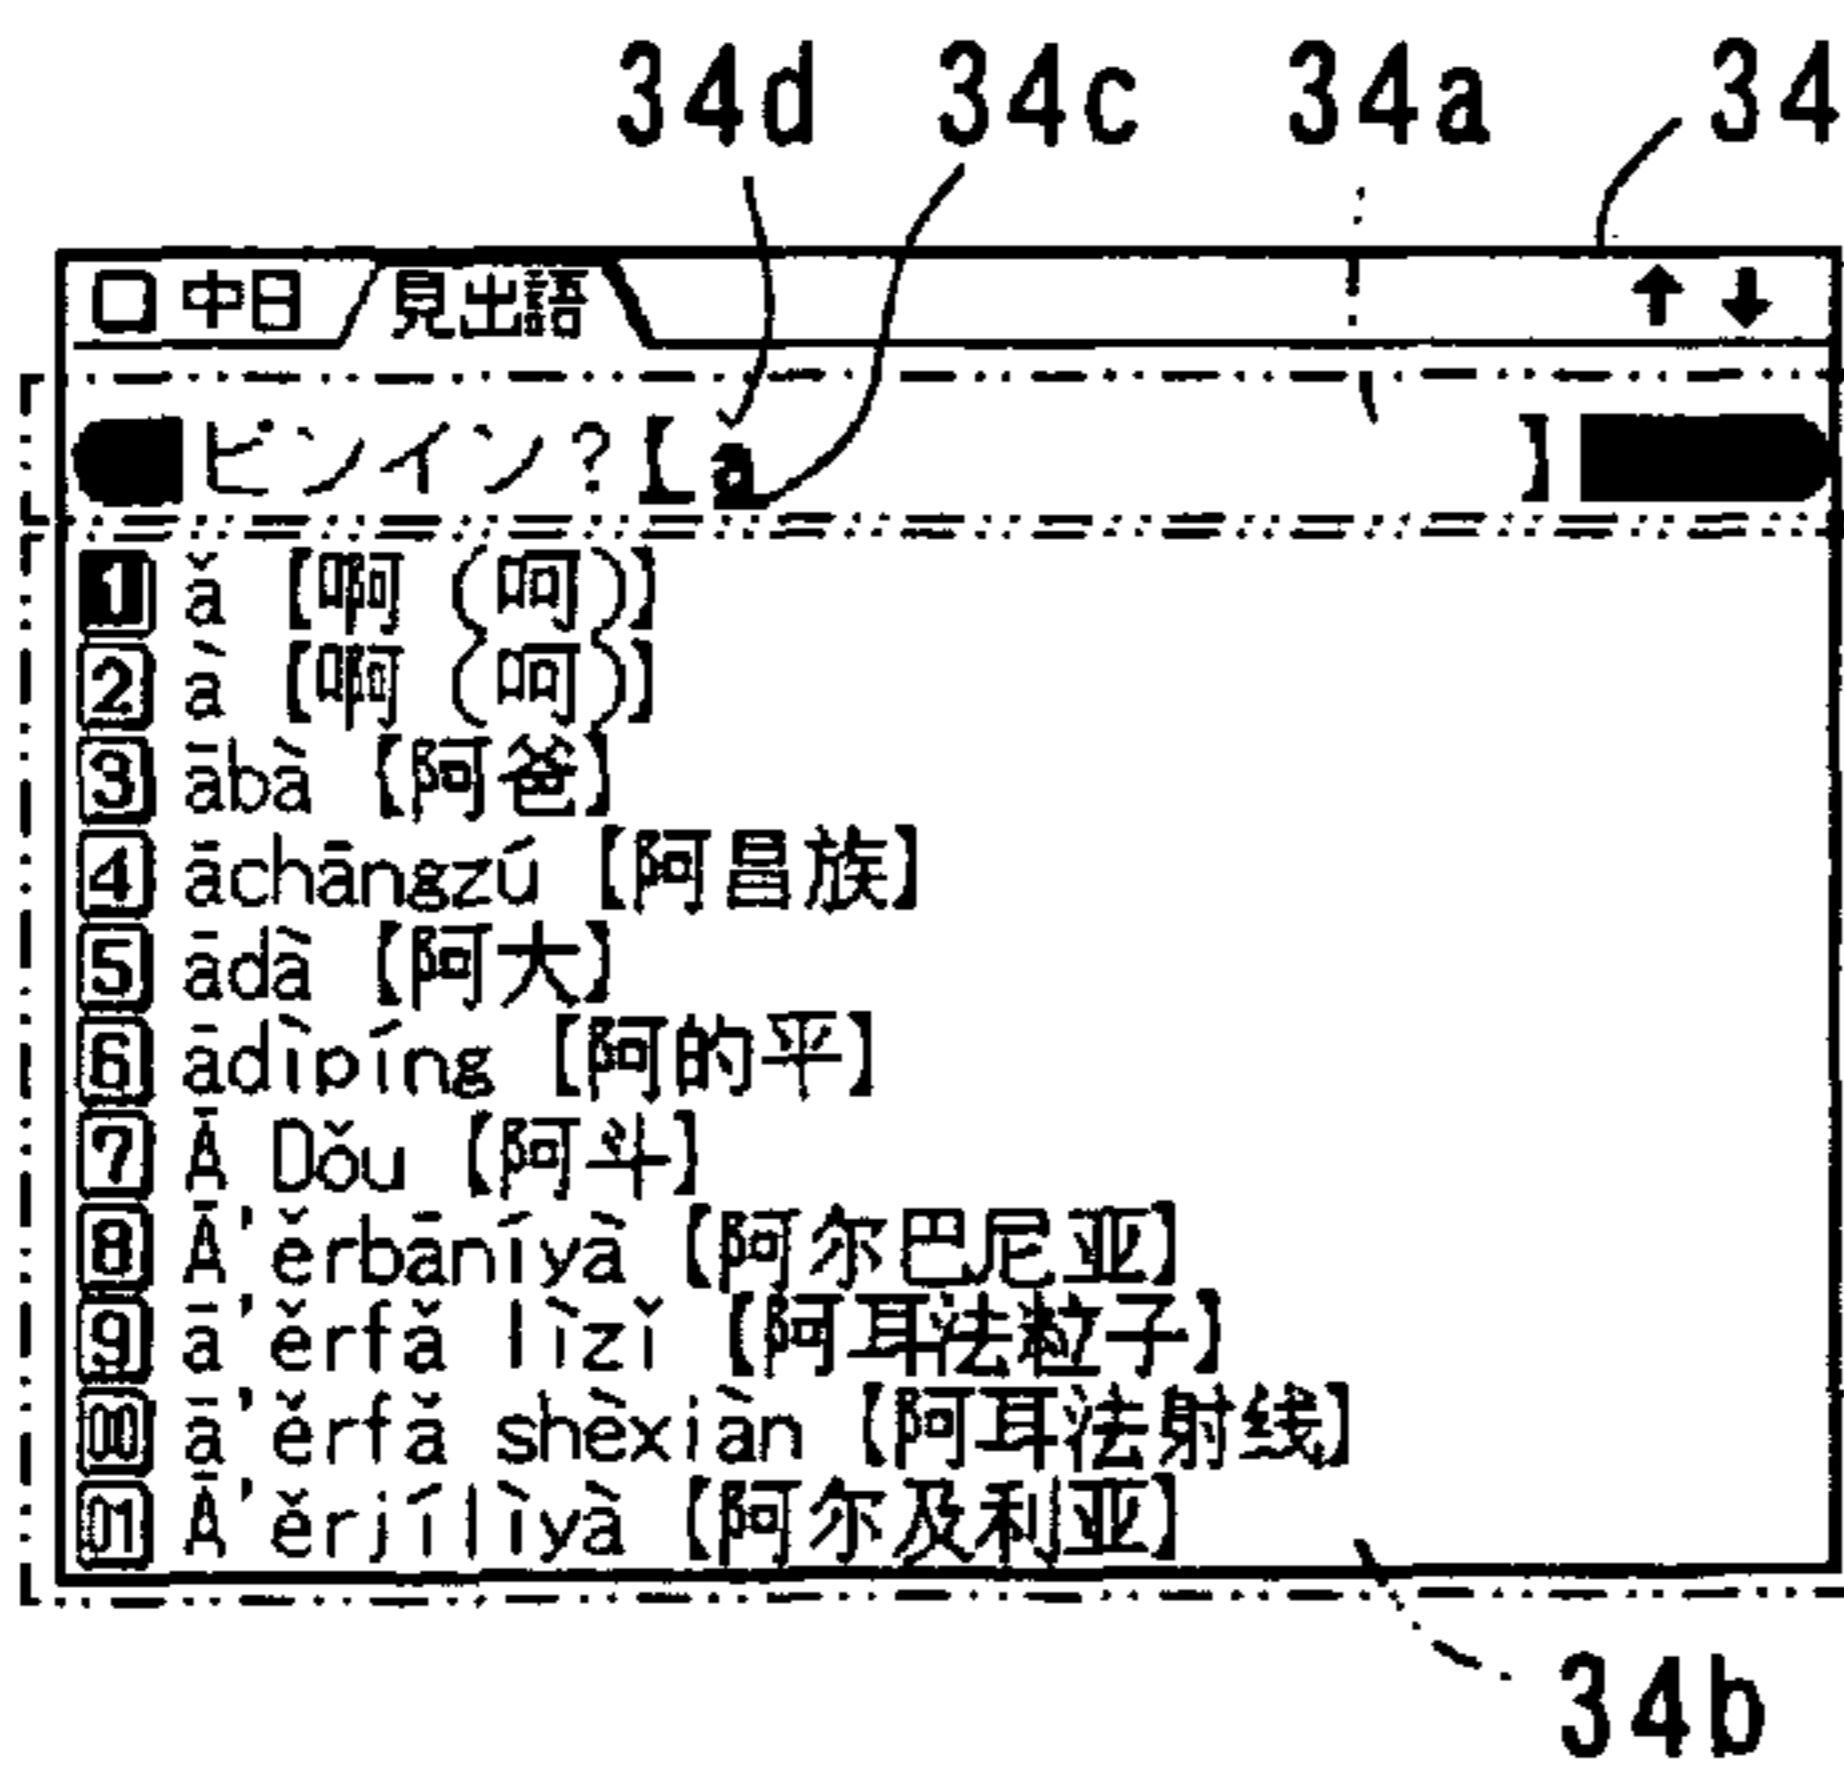 34d 34c 34a 34
中日 見出語 ↑ ↓
ピンイン?【ǎ 】
1 ǎ【啊(呵)】
2 á【啊(呵)】
3 ābà【阿爸】
4 āchāngzú【阿昌族】
5 ādà【阿大】
6 ādìpíng【阿的平】
7 Ā Dǒu【阿斗】
8 Ā'ěrbāníyà【阿尔巴尼亚】
9 ā'ěrfǎ lìzǐ【阿耳法粒子】
10 ā'ěrfǎ shèxiàn【阿耳法射线】
11 Ā'ěrjílìyà【阿尔及利亚】
34b